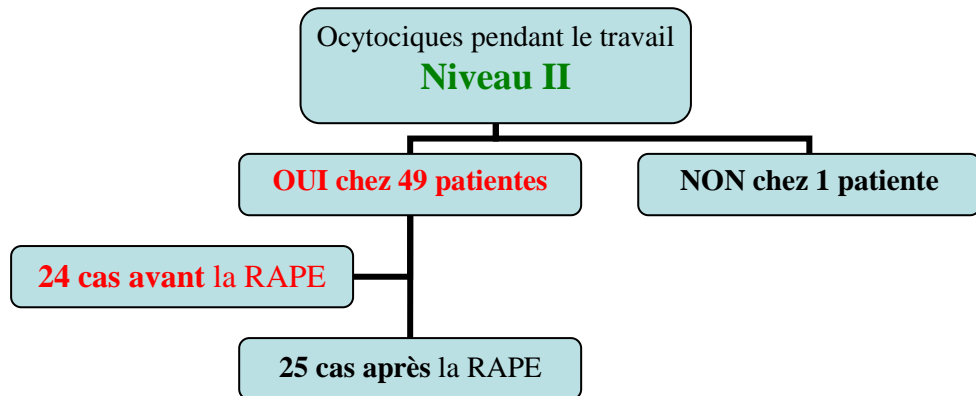 Ocytociques pendant le travail
Niveau II
OUI chez 49 patientes
NON chez 1 patiente
24 cas avant la RAPE
25 cas après la RAPE